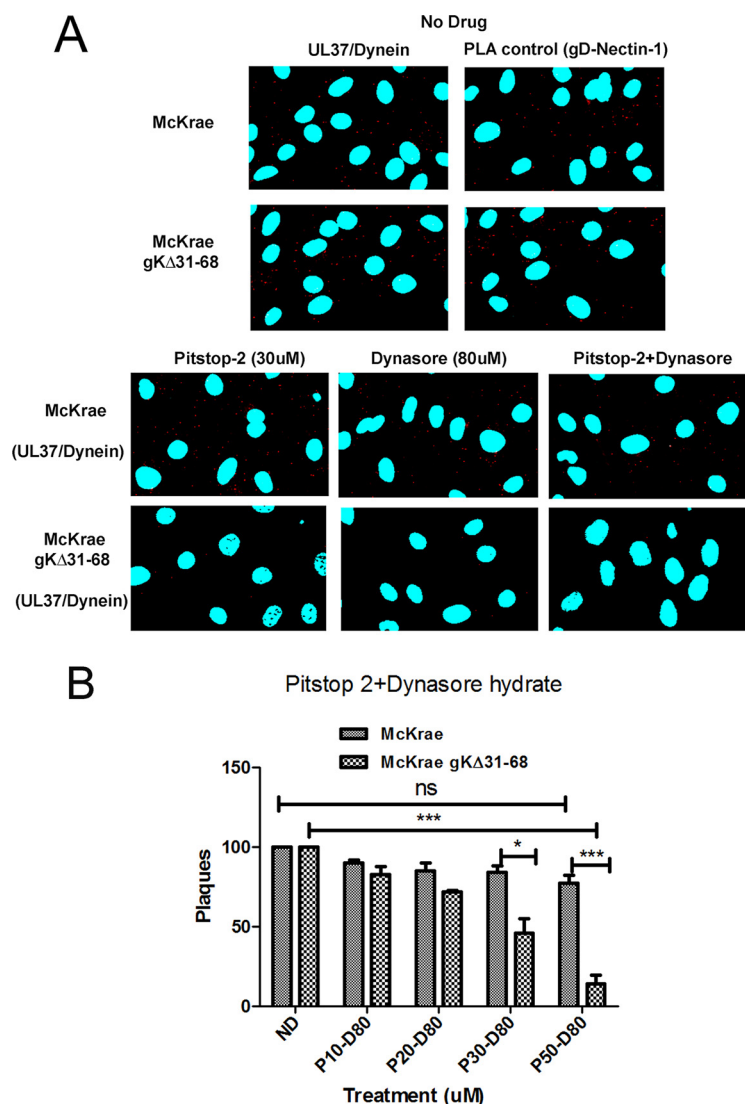 A
No Drug
UL37/Dynein
PLA control (gD-Nectin-1)
McKrae
McKrae
gKΔ31-68
Pitstop-2 (30uM)
Dynasore (80uM)
Pitstop-2+Dynasore
McKrae
(UL37/Dynein)
McKrae
gKΔ31-68
(UL37/Dynein)
B
Pitstop 2+Dynasore hydrate
McKrae
McKrae gKΔ31-68
150
100
50
0
Plaques
ns
***
*
***
ND
P10-D80
P20-D80
P30-D80
P50-D80
Treatment (uM)